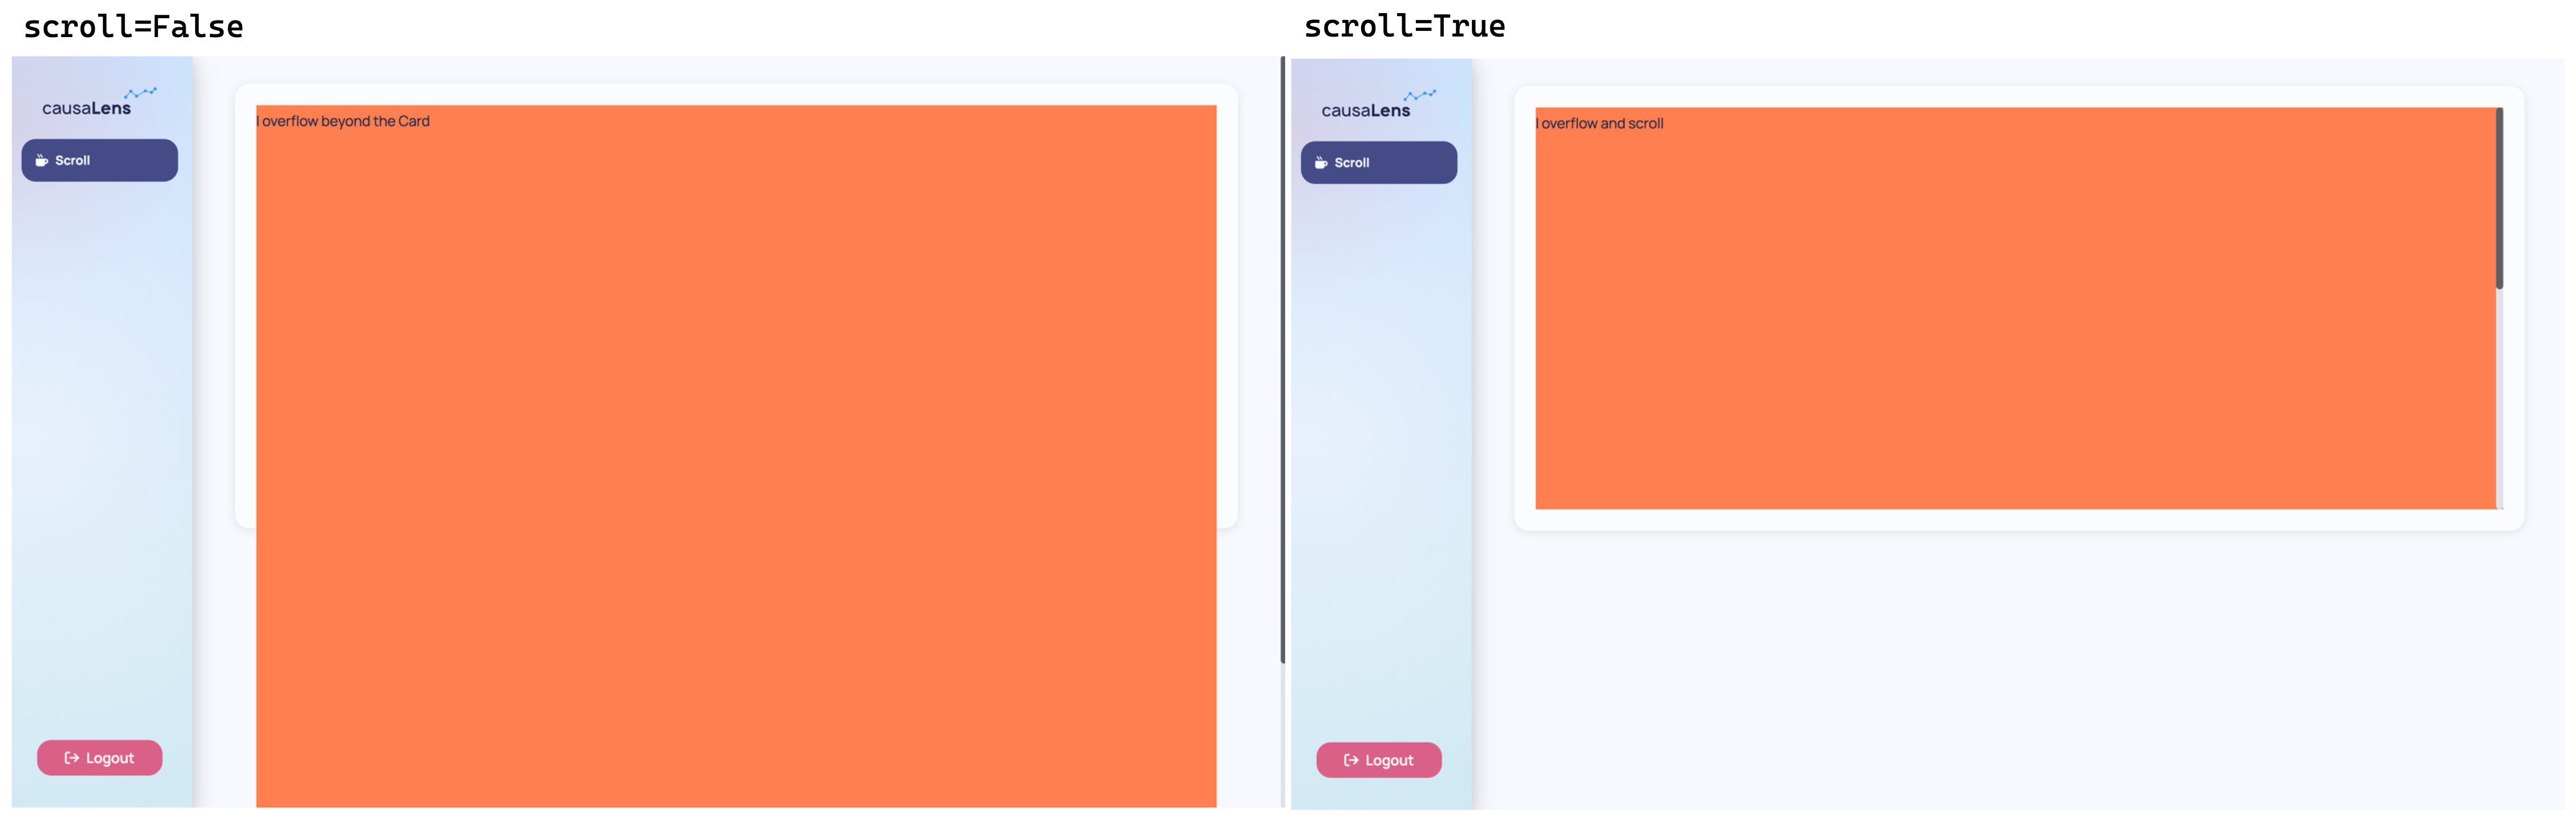 scroll=False
causaLens
Scroll
I overflow beyond the Card
Logout
scroll=True
causaLens
Scroll
I overflow and scroll
Logout